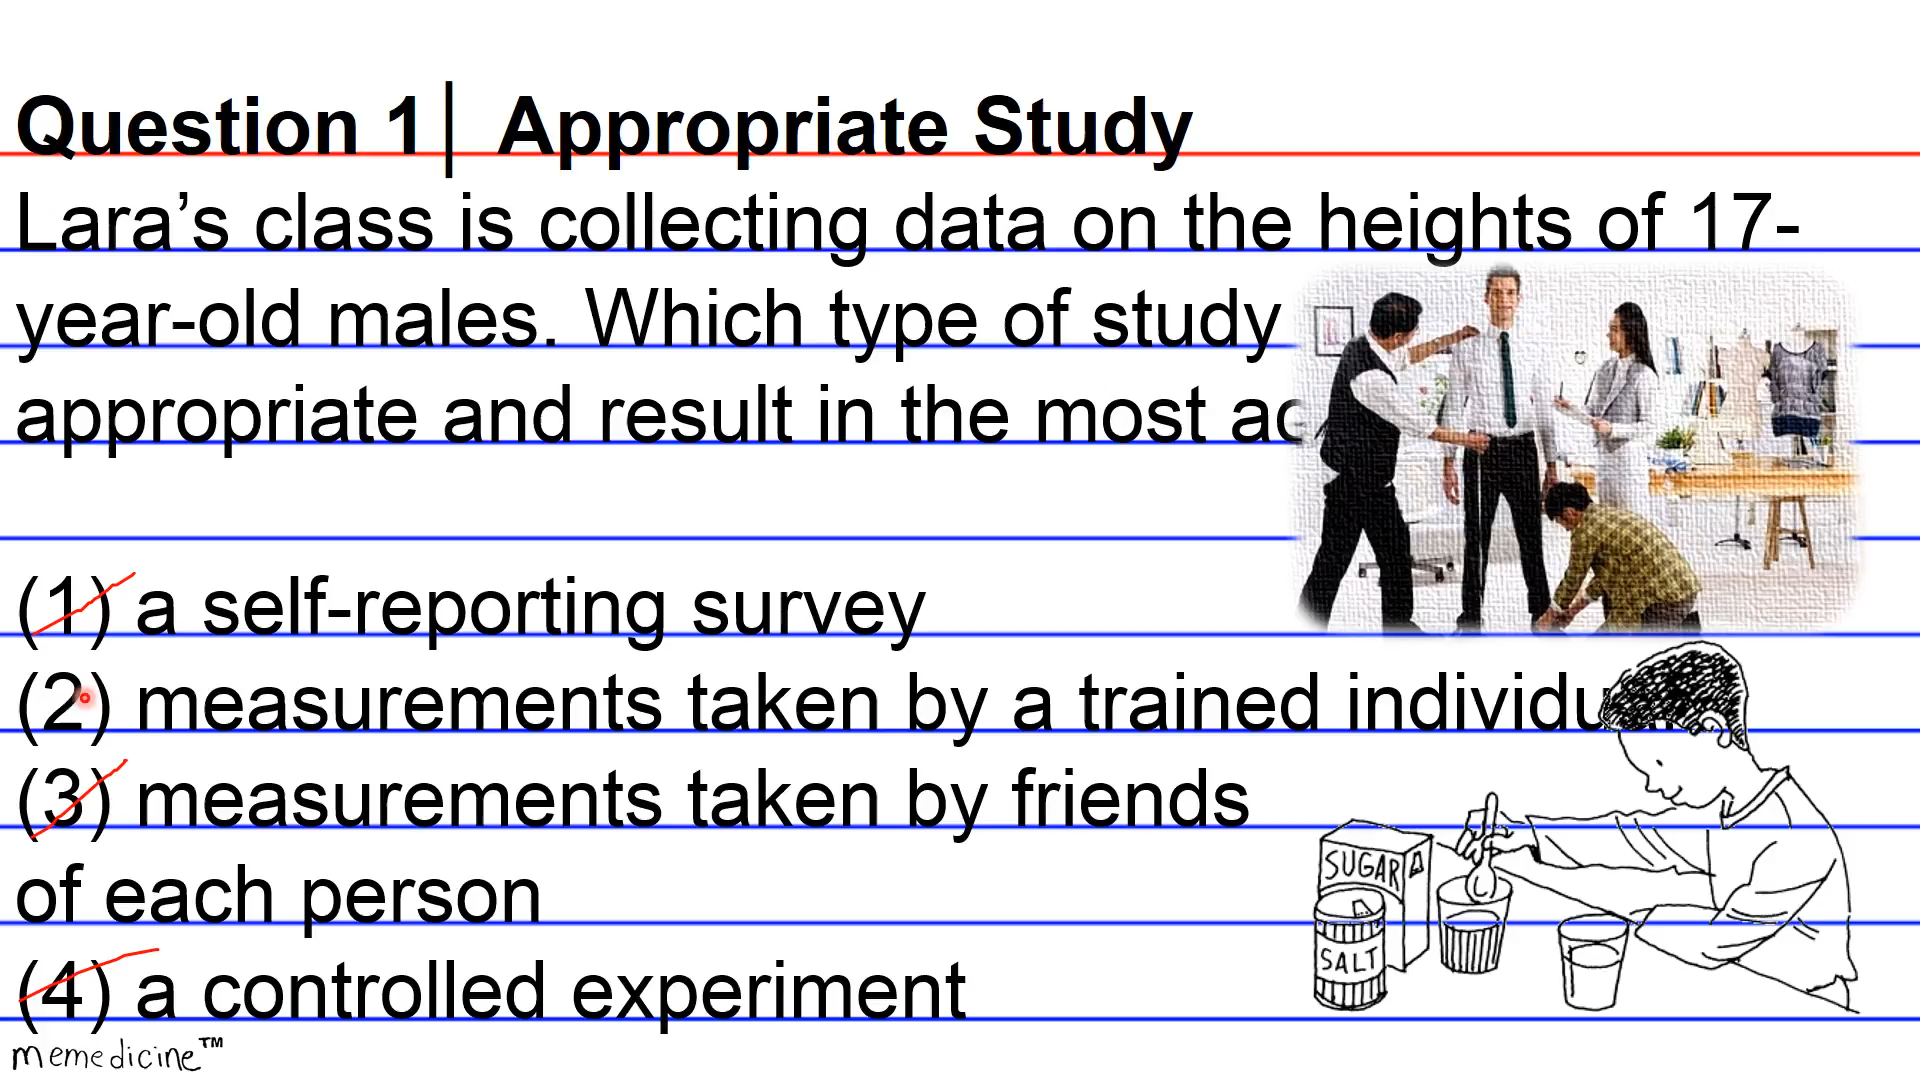 Question 1| Appropriate Study
Lara’s class is collecting data on the heights of 17-
year-old males. Which type of study
appropriate and result in the most
(1) a self-reporting survey
(2) measurements taken by a trained
(3) measurements taken by friends
of each person
(4) a controlled experiment
SUGAR
SALT
memedicine™